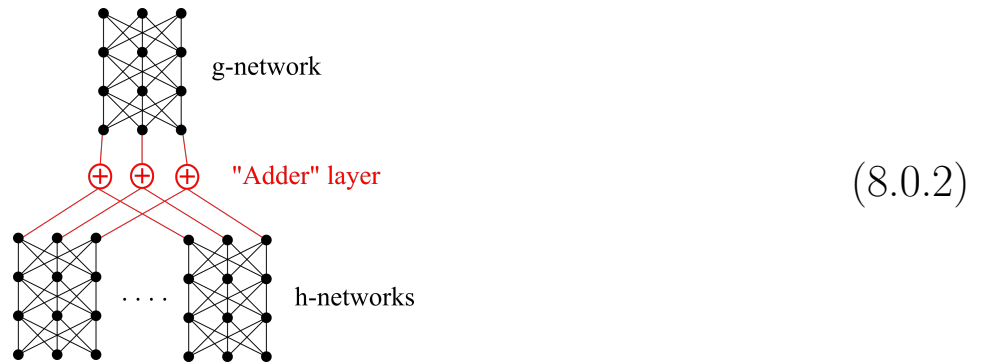 g-network
"Adder" layer
(8.0.2)
. . . .
h-networks